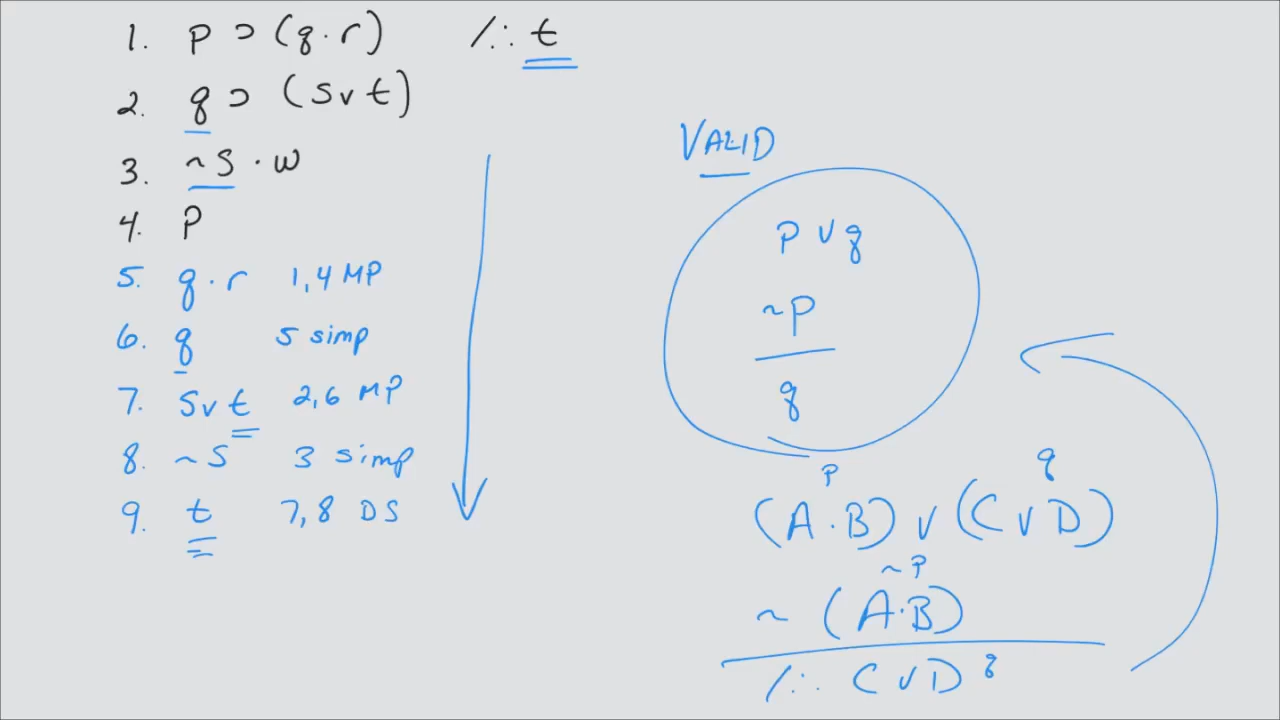 1. p ⊃ (q · r) /∴ t
2. q ⊃ (s v t)
3. ~s · w
4. p
5. q · r 1,4 MP
6. q 5 simp
7. s v t 2,6 MP
8. ~s 3 simp
9. t 7,8 DS
VALID
p v q
~p
q
p q
(A · B) v (C v D)
~p
~ (A · B)
/∴ C v D q